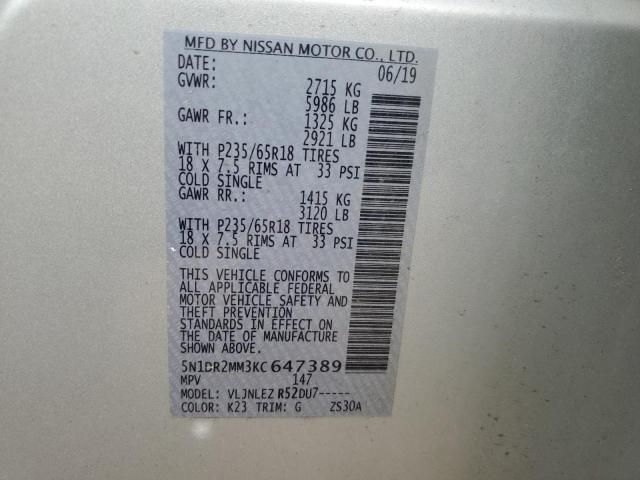 MFD BY NISSAN MOTOR CO., LTD.
DATE: 06/19
GVWR: 2715 KG
5986 LB
GAWR FR.: 1325 KG
2921 LB
WITH P235/65R18 TIRES
18 X 7.5 RIMS AT 33 PSI
COLD SINGLE
GAWR RR.: 1415 KG
3120 LB
WITH P235/65R18 TIRES
18 X 7.5 RIMS AT 33 PSI
COLD SINGLE
THIS VEHICLE CONFORMS TO
ALL APPLICABLE FEDERAL
MOTOR VEHICLE SAFETY AND
THEFT PREVENTION
STANDARDS IN EFFECT ON
THE DATE OF MANUFACTURE
SHOWN ABOVE.
5N1DR2MM3KC647389
MPV 147
MODEL: VLJNLEZ R52DU7-----
COLOR: K23 TRIM: G ZS30A